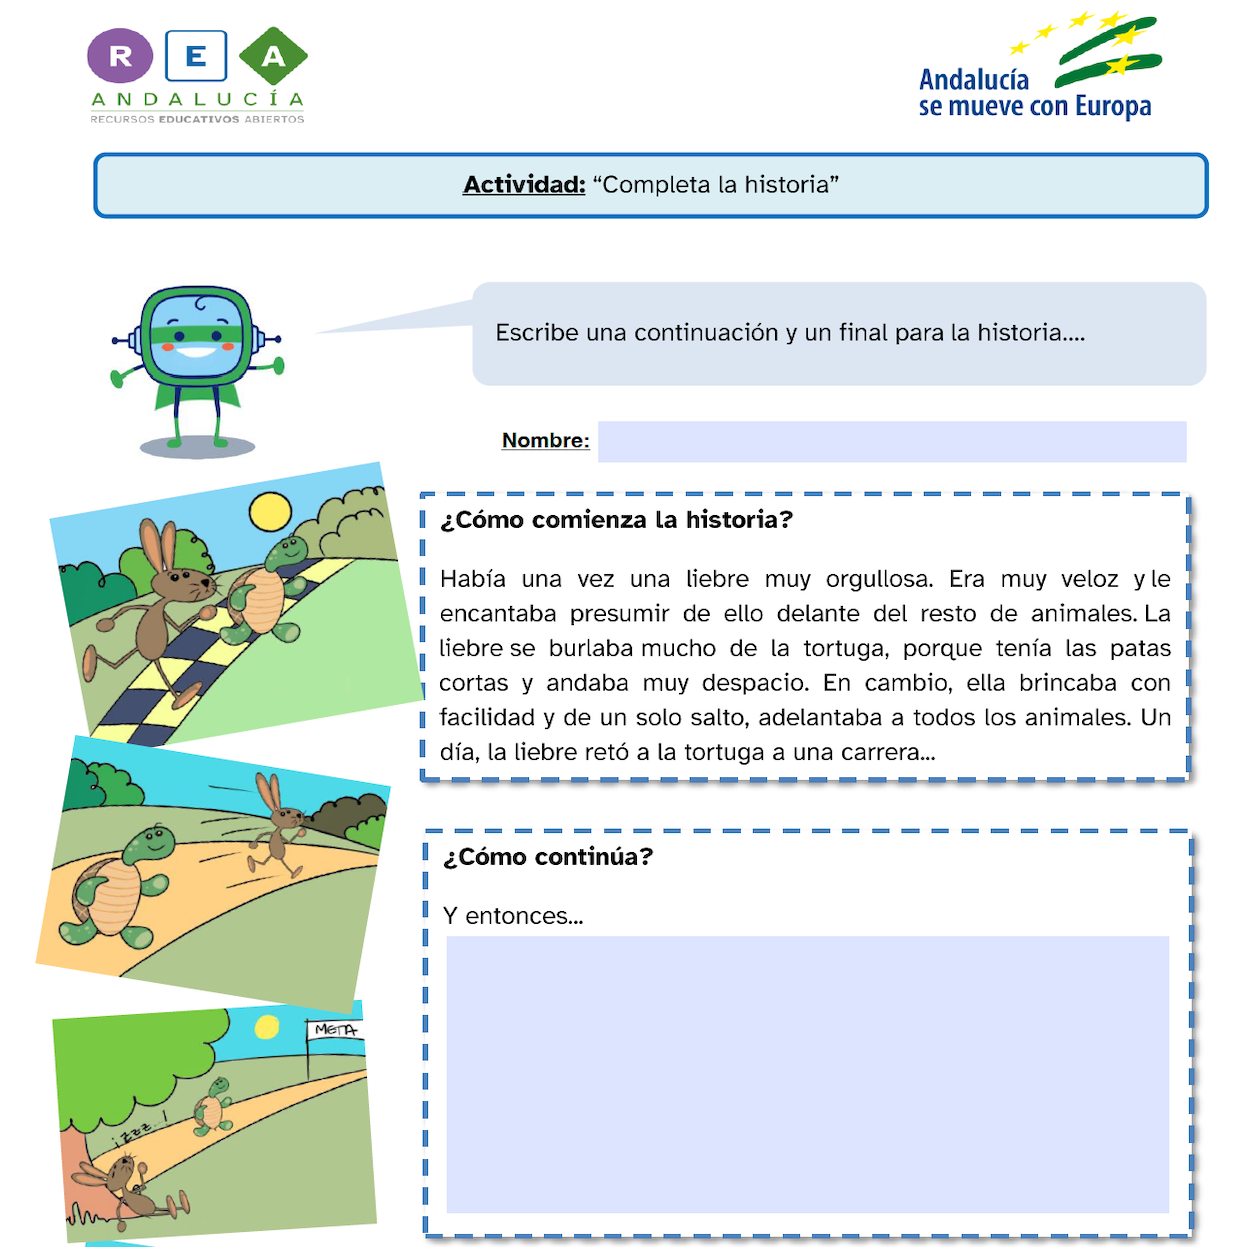 R E A
ANDALUCÍA
RECURSOS EDUCATIVOS ABIERTOS
Andalucía
se mueve con Europa
Actividad: “Completa la historia”
Escribe una continuación y un final para la historia....
Nombre:
¿Cómo comienza la historia?
Había una vez una liebre muy orgullosa. Era muy veloz y le
encantaba presumir de ello delante del resto de animales. La
liebre se burlaba mucho de la tortuga, porque tenía las patas
cortas y andaba muy despacio. En cambio, ella brincaba con
facilidad y de un solo salto, adelantaba a todos los animales. Un
día, la liebre retó a la tortuga a una carrera...
¿Cómo continúa?
Y entonces...
META
¡ZZZ...!